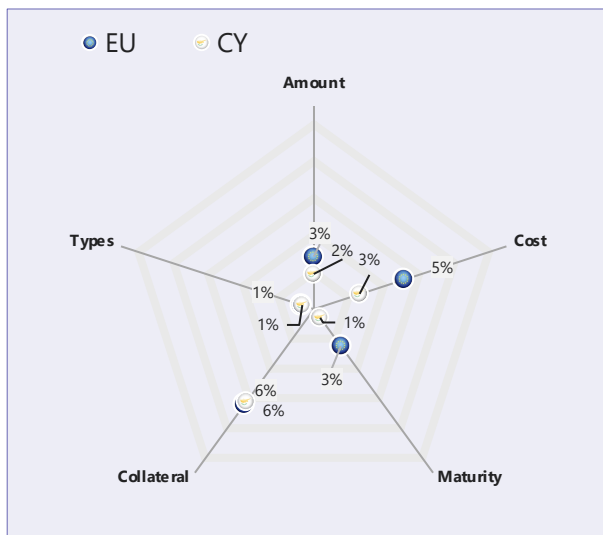 EU CY
Amount
3%
2%
3%
Types
Cost
5%
1%
1%
1%
3%
6%
6%
Collateral
Maturity